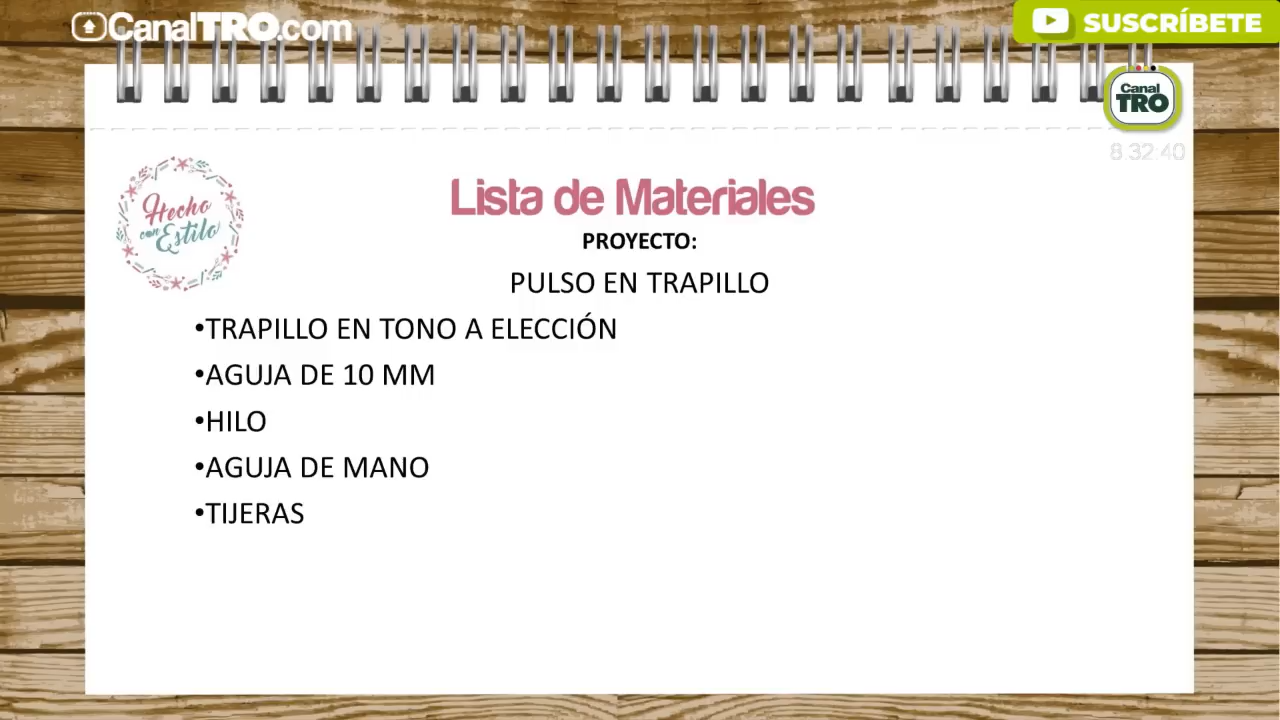 CanalTRO.com
SUSCRÍBETE
Canal
TRO
8:32:40
Hecho
con Estilo
Lista de Materiales
PROYECTO:
PULSO EN TRAPILLO
•TRAPILLO EN TONO A ELECCIÓN
•AGUJA DE 10 MM
•HILO
•AGUJA DE MANO
•TIJERAS